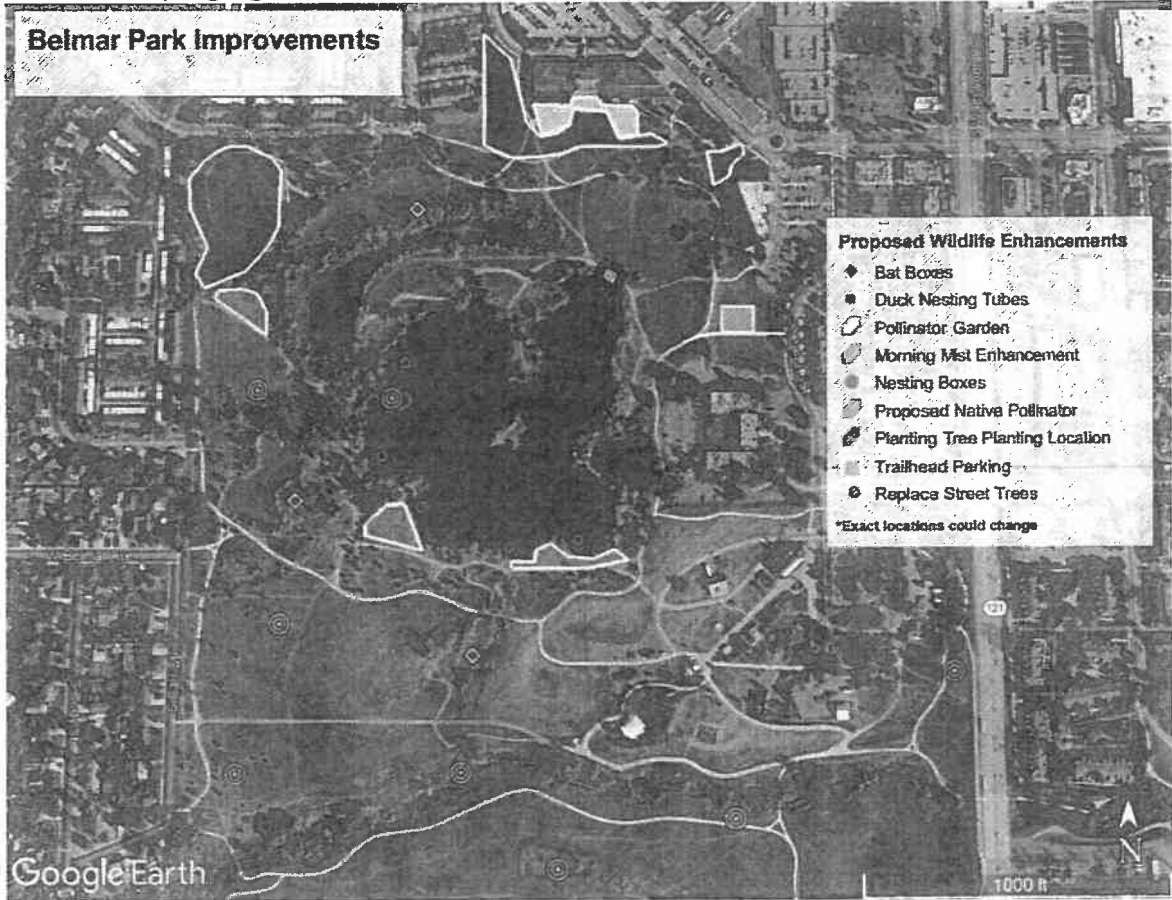 Belmar Park Improvements
Proposed Wildlife Enhancements
Bat Boxes
Duck Nesting Tubes
Pollinator Garden
Morning Mist Enhancement
Nesting Boxes
Proposed Native Pollinator
Planting Tree Planting Location
Trailhead Parking
Replace Street Trees
*Exact locations could change
121
N
Google Earth
1000 ft